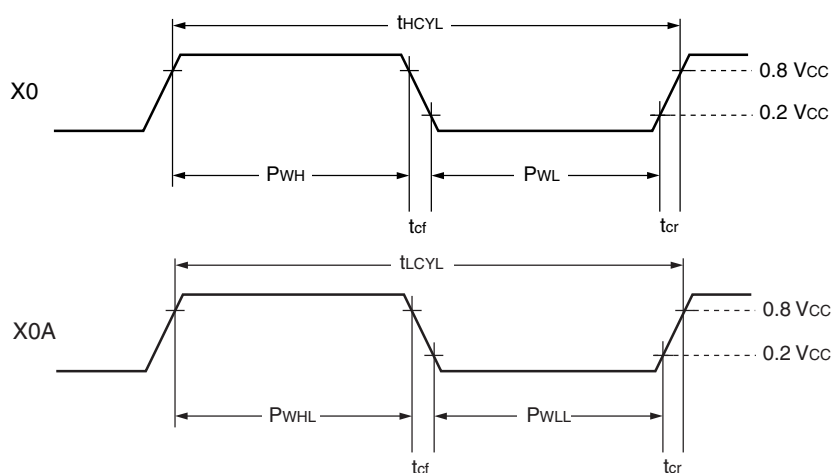 tHCYL
X0
0.8 VCC
0.2 VCC
PWH
PWL
tcf
tcr
tLCYL
X0A
0.8 VCC
0.2 VCC
PWHL
PWLL
tcf
tcr